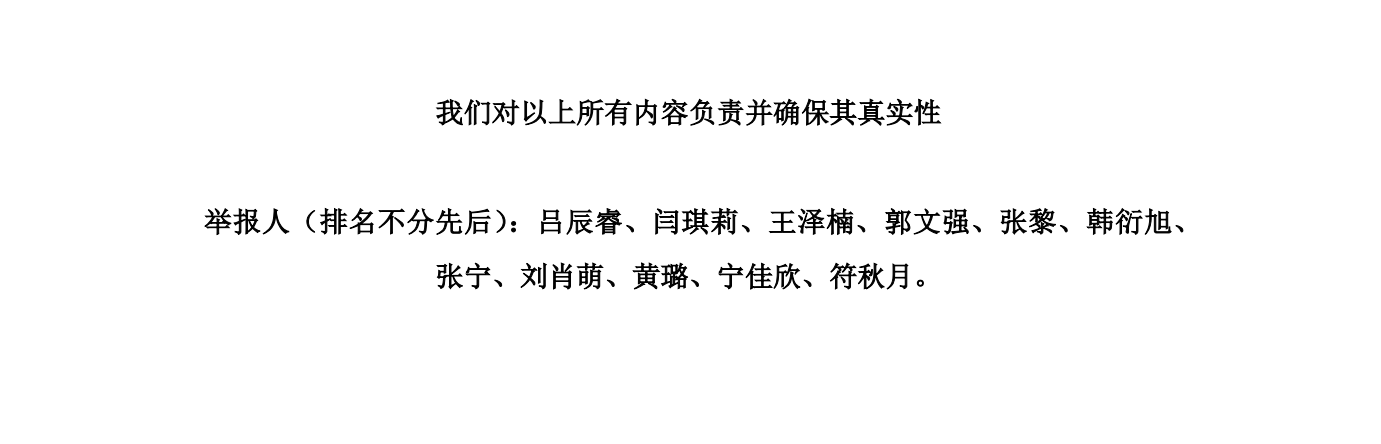 我们对以上所有内容负责并确保其真实性
举报人（排名不分先后）：吕辰睿、闫琪莉、王泽楠、郭文强、张黎、韩衍旭、
张宁、刘肖萌、黄璐、宁佳欣、符秋月。